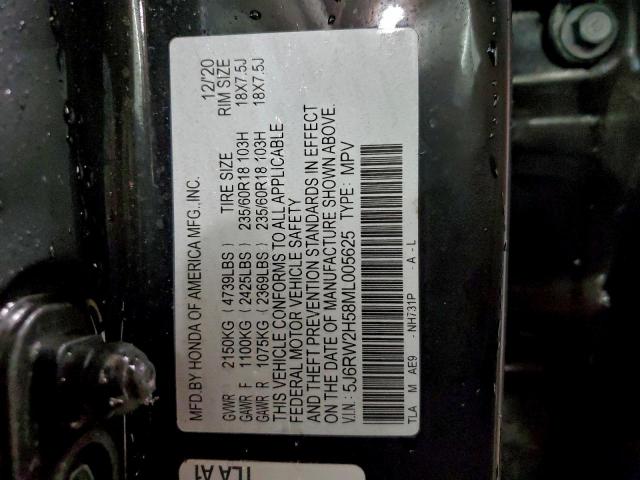 MFD.BY HONDA OF AMERICA MFG.,INC. 12/'20
GVWR 2150KG ( 4739LBS ) TIRE SIZE RIM SIZE
GAWR F 1100KG ( 2425LBS ) 235/60R18 103H 18X7.5J
GAWR R 1075KG ( 2369LBS ) 235/60R18 103H 18X7.5J
THIS VEHICLE CONFORMS TO ALL APPLICABLE
FEDERAL MOTOR VEHICLE SAFETY
AND THEFT PREVENTION STANDARDS IN EFFECT
ON THE DATE OF MANUFACTURE SHOWN ABOVE.
V.I.N.: 5J6RW2H58ML005625 TYPE: MPV
TLA M AE9 - NH731P - A - L
TLA A1